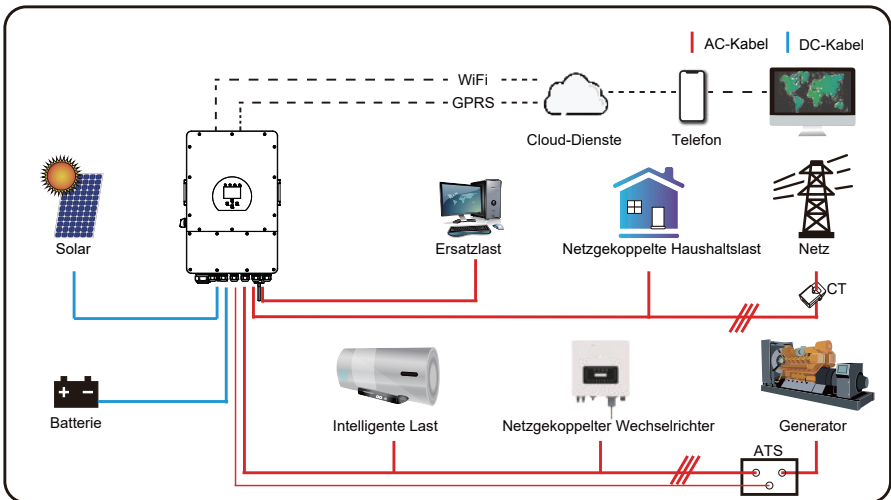 AC-Kabel
DC-Kabel
WiFi
GPRS
Cloud-Dienste
Telefon
Solar
Ersatzlast
Netzgekoppelte Haushaltslast
Netz
CT
Batterie
Intelligente Last
Netzgekoppelter Wechselrichter
Generator
ATS